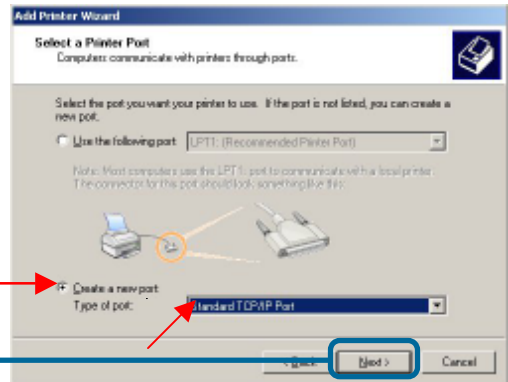 Add Printer Wizard
Select a Printer Port
Computers communicate with printers through ports.
Select the port you want your printer to use. If the port is not listed, you can create a
new port.
Use the following port: LPT1: (Recommended Printer Port)
Note: Most computers use the LPT1: port to communicate with a local printer.
The connector for this port should look something like this:
Create a new port:
Type of port: Standard TCP/IP Port
< Back Next > Cancel